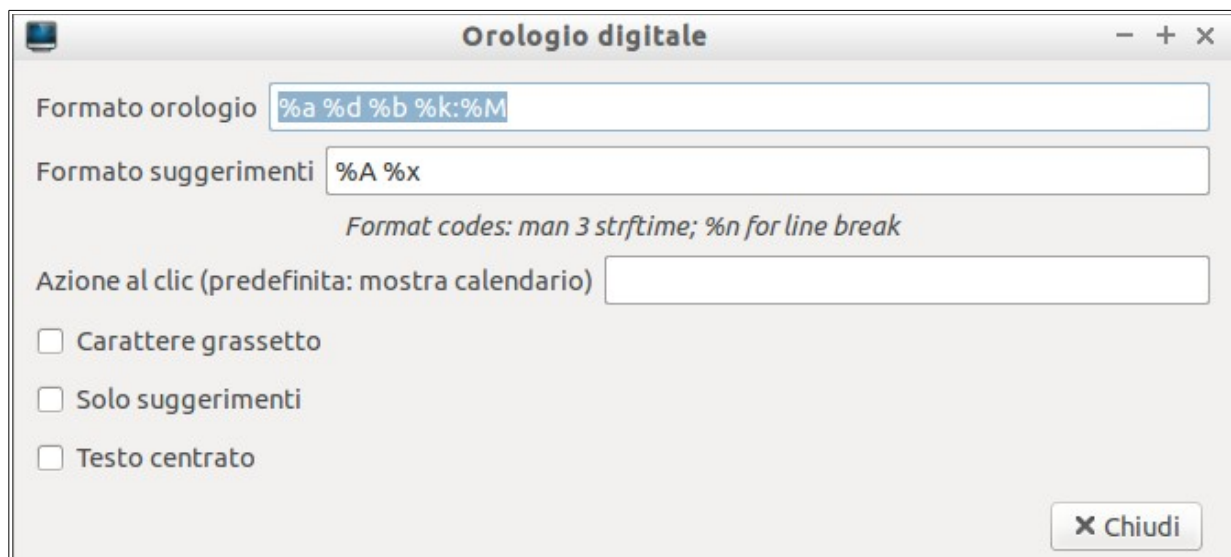 Orologio digitale
Formato orologio %a %d %b %k:%M
Formato suggerimenti %A %x
Format codes: man 3 strftime; %n for line break
Azione al clic (predefinita: mostra calendario)
Carattere grassetto
Solo suggerimenti
Testo centrato
Chiudi